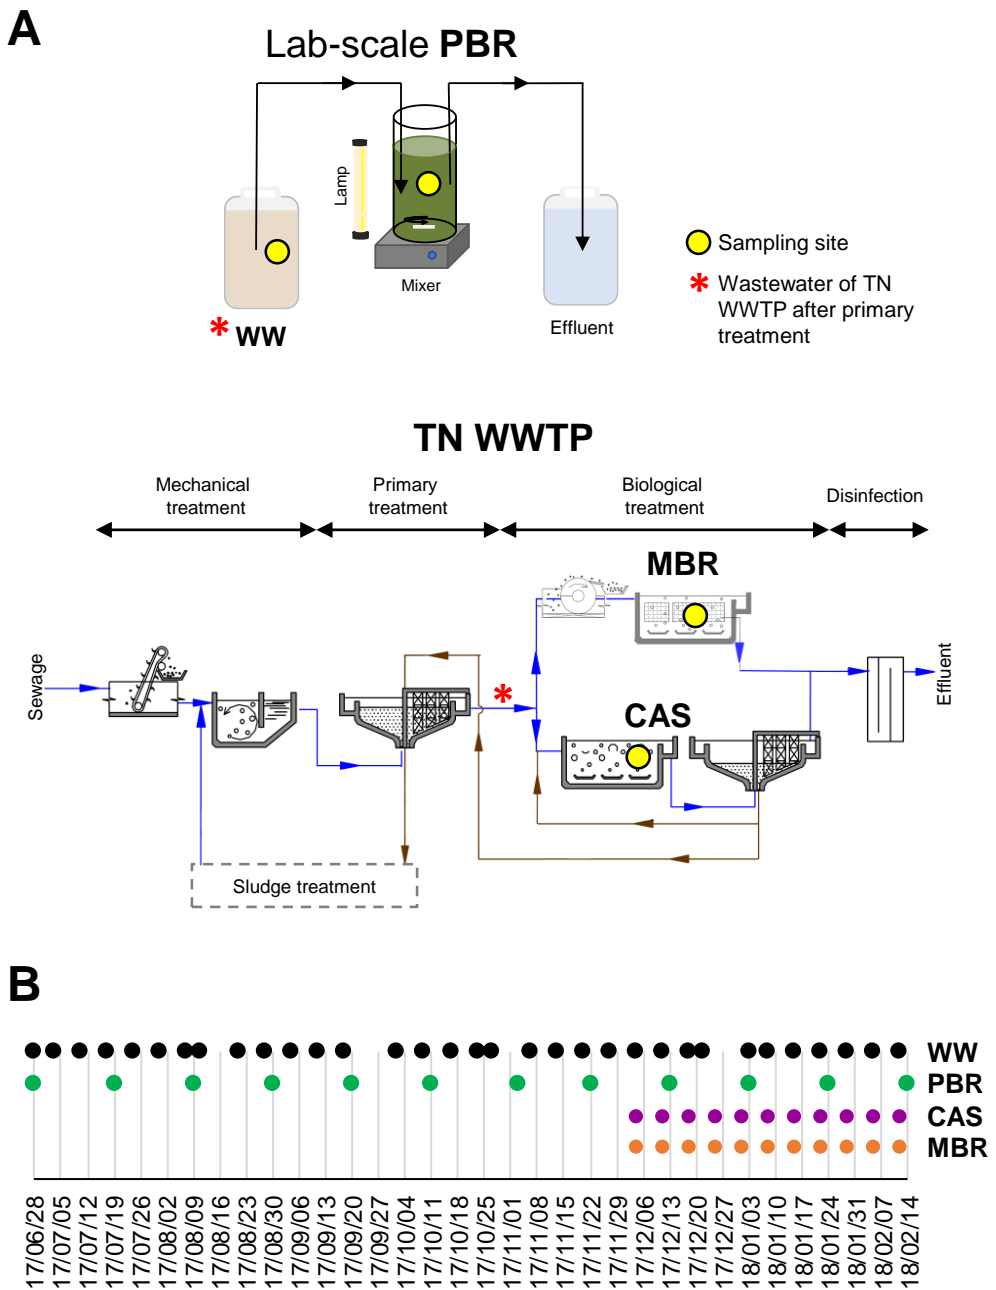 A
Lab-scale PBR
Lamp
Mixer
* WW
Effluent
Sampling site
* Wastewater of TN
WWTP after primary
treatment
TN WWTP
Mechanical
treatment
Primary
treatment
Biological
treatment
Disinfection
MBR
Sewage
*
CAS
Effluent
Sludge treatment
B
WW
PBR
CAS
MBR
17/06/28
17/07/05
17/07/12
17/07/19
17/07/26
17/08/02
17/08/09
17/08/16
17/08/23
17/08/30
17/09/06
17/09/13
17/09/20
17/09/27
17/10/04
17/10/11
17/10/18
17/10/25
17/11/01
17/11/08
17/11/15
17/11/22
17/11/29
17/12/06
17/12/13
17/12/20
17/12/27
18/01/03
18/01/10
18/01/17
18/01/24
18/01/31
18/02/07
18/02/14